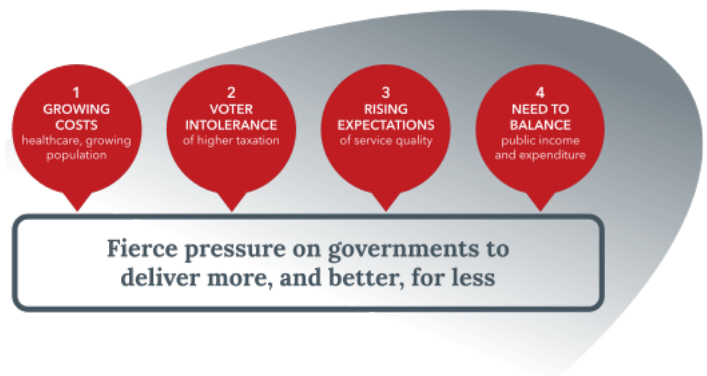 1
GROWING
COSTS
healthcare, growing
population
2
VOTER
INTOLERANCE
of higher taxation
3
RISING
EXPECTATIONS
of service quality
4
NEED TO
BALANCE
public income
and expenditure
Fierce pressure on governments to
deliver more, and better, for less